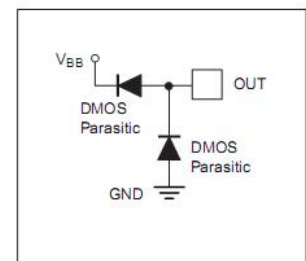 VBB
OUT
DMOS
Parasitic
DMOS
Parasitic
GND